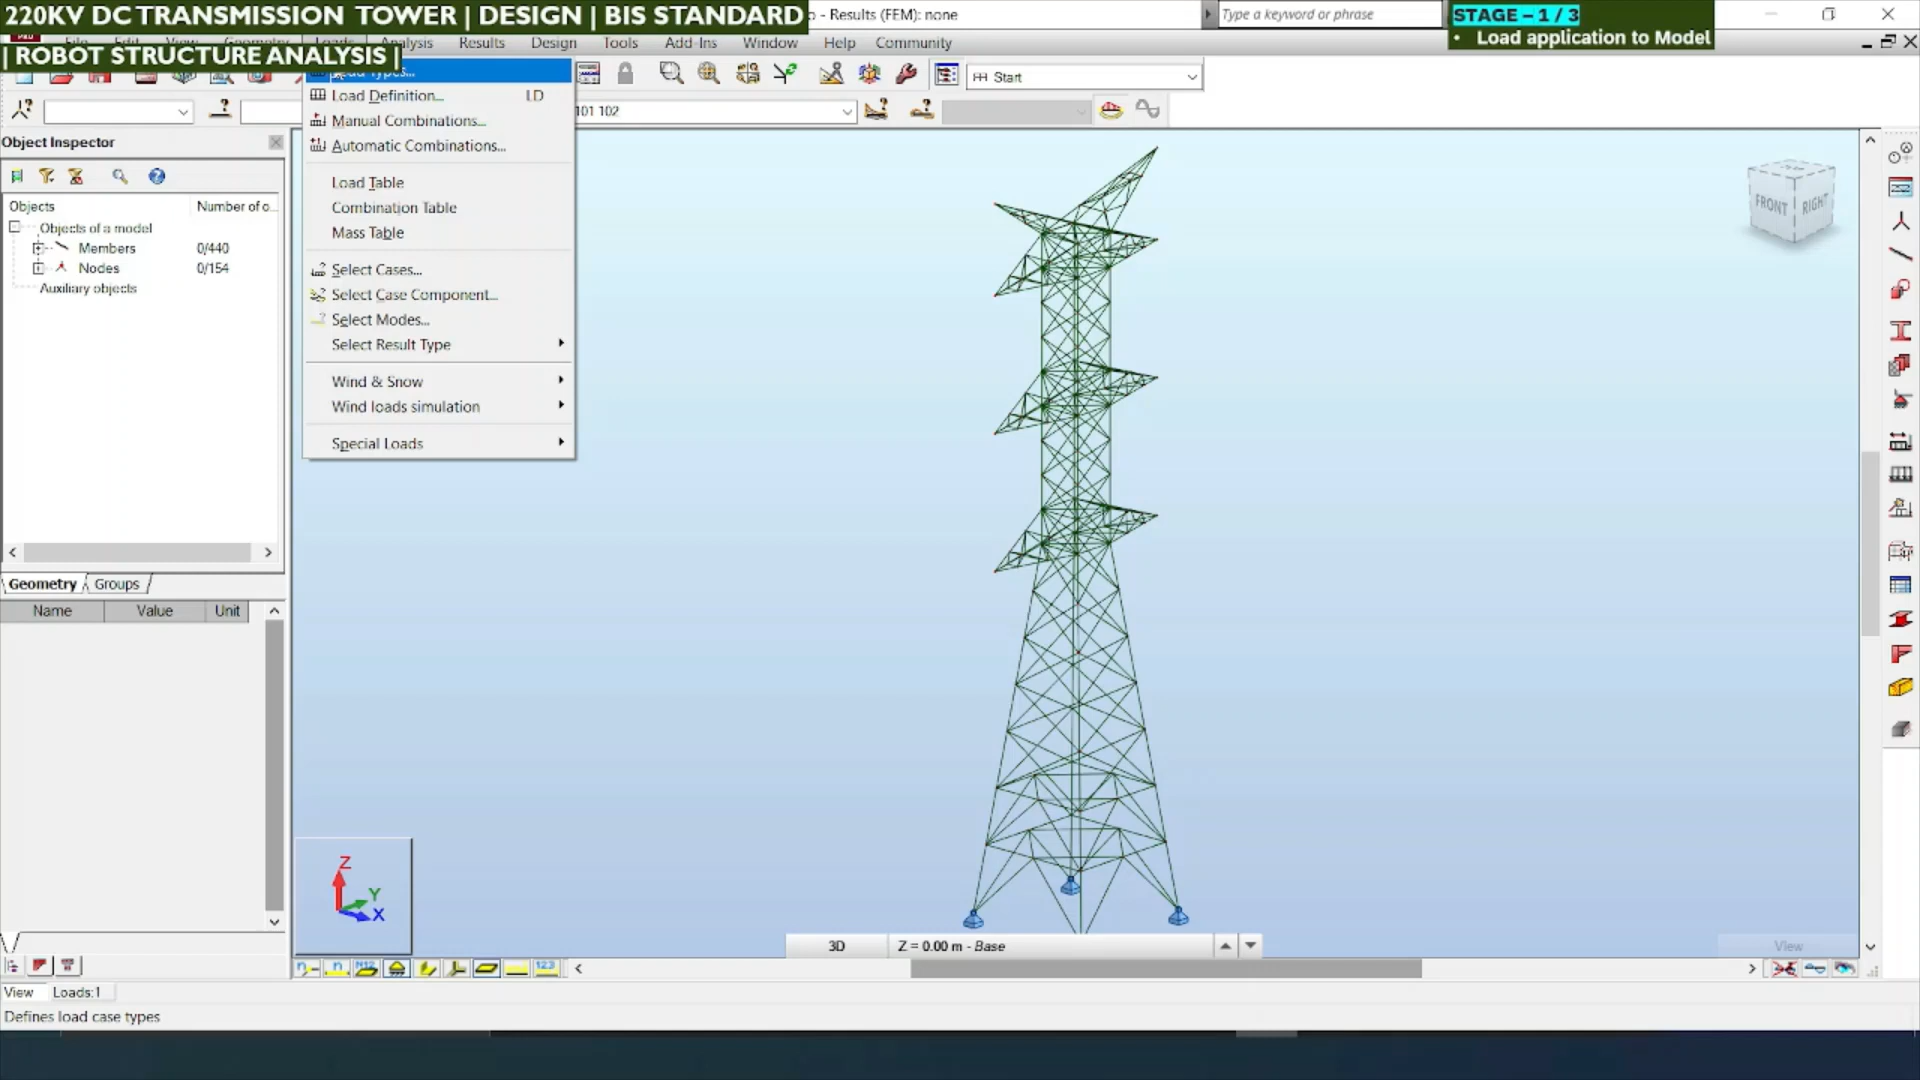 220KV DC TRANSMISSION TOWER | DESIGN | BIS STANDARD
- Results (FEM): none
Type a keyword or phrase
STAGE – 1 / 3
• Load application to Model
| ROBOT STRUCTURE ANALYSIS |
Analysis
Results
Design
Tools
Add-Ins
Window
Help
Community
Load Types...
Start
Load Definition... LD
Manual Combinations...
101 102
Automatic Combinations...
Load Table
Combination Table
Mass Table
Select Cases...
Select Case Component...
Select Modes...
Select Result Type
Wind & Snow
Wind loads simulation
Special Loads
Object Inspector
Objects Number of o...
Objects of a model
Members 0/440
Nodes 0/154
Auxiliary objects
Geometry Groups
Name Value Unit
FRONT RIGHT
Z
Y
X
3D Z = 0.00 m - Base
View
View Loads:1
Defines load case types